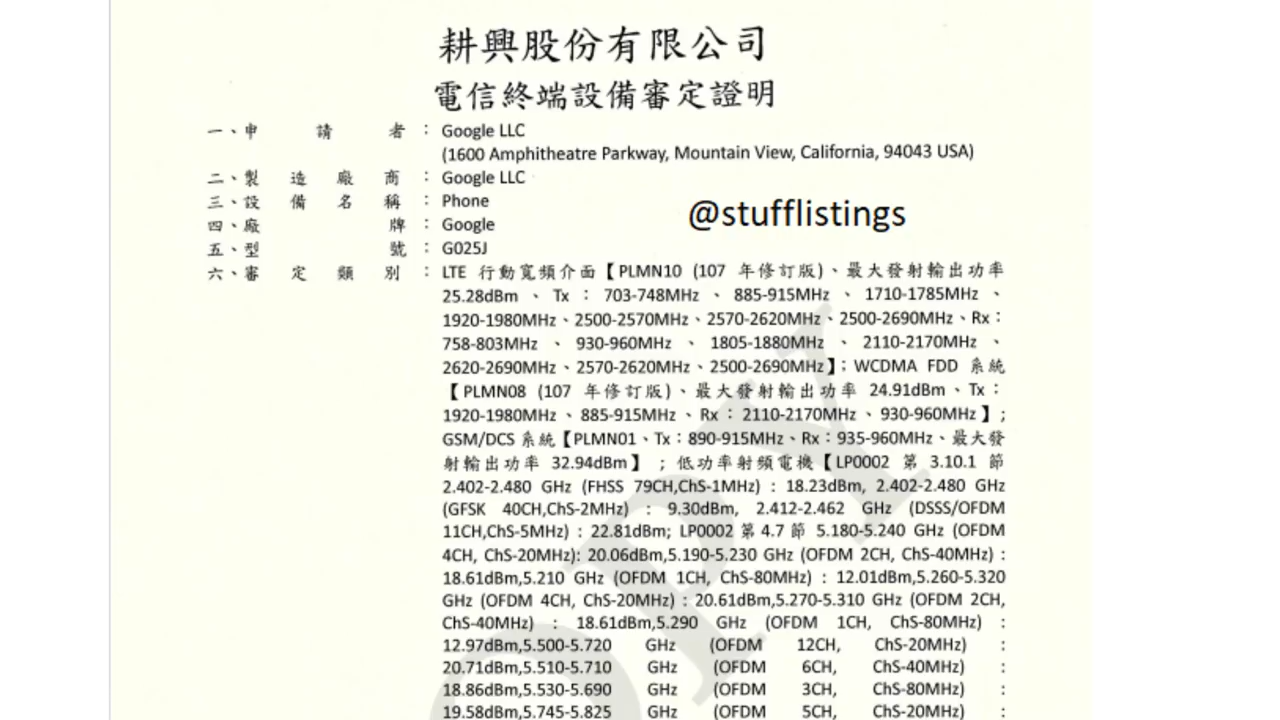 耕興股份有限公司
電信終端設備審定證明
一、申請者：Google LLC
(1600 Amphitheatre Parkway, Mountain View, California, 94043 USA)
二、製造廠商：Google LLC
三、設備名稱：Phone
@stufflistings
四、廠牌：Google
五、型號：G025J
六、審定類別：LTE 行動寬頻介面【PLMN10 (107 年修訂版)、最大發射輸出功率
25.28dBm 、 Tx ： 703-748MHz 、 885-915MHz 、 1710-1785MHz 、
1920-1980MHz、2500-2570MHz、2570-2620MHz、2500-2690MHz、Rx：
758-803MHz 、 930-960MHz 、 1805-1880MHz 、 2110-2170MHz 、
2620-2690MHz、2570-2620MHz、2500-2690MHz】；WCDMA FDD 系統
【PLMN08 (107 年修訂版)、最大發射輸出功率 24.91dBm、Tx：
1920-1980MHz、885-915MHz、Rx：2110-2170MHz、930-960MHz】;
GSM/DCS 系統【PLMN01、Tx：890-915MHz、Rx：935-960MHz、最大發
射輸出功率 32.94dBm】 ; 低功率射頻電機【LP0002 第 3.10.1 節
2.402-2.480 GHz (FHSS 79CH,ChS-1MHz) : 18.23dBm, 2.402-2.480 GHz
(GFSK 40CH,ChS-2MHz) : 9.30dBm, 2.412-2.462 GHz (DSSS/OFDM
11CH,ChS-5MHz) : 22.81dBm; LP0002 第 4.7 節 5.180-5.240 GHz (OFDM
4CH, ChS-20MHz): 20.06dBm,5.190-5.230 GHz (OFDM 2CH, ChS-40MHz) :
18.61dBm,5.210 GHz (OFDM 1CH, ChS-80MHz) : 12.01dBm,5.260-5.320
GHz (OFDM 4CH, ChS-20MHz) : 20.61dBm,5.270-5.310 GHz (OFDM 2CH,
ChS-40MHz) : 18.61dBm,5.290 GHz (OFDM 1CH, ChS-80MHz) :
12.97dBm,5.500-5.720 GHz (OFDM 12CH, ChS-20MHz) :
20.71dBm,5.510-5.710 GHz (OFDM 6CH, ChS-40MHz) :
18.86dBm,5.530-5.690 GHz (OFDM 3CH, ChS-80MHz) :
19.58dBm,5.745-5.825 GHz (OFDM 5CH, ChS-20MHz) :